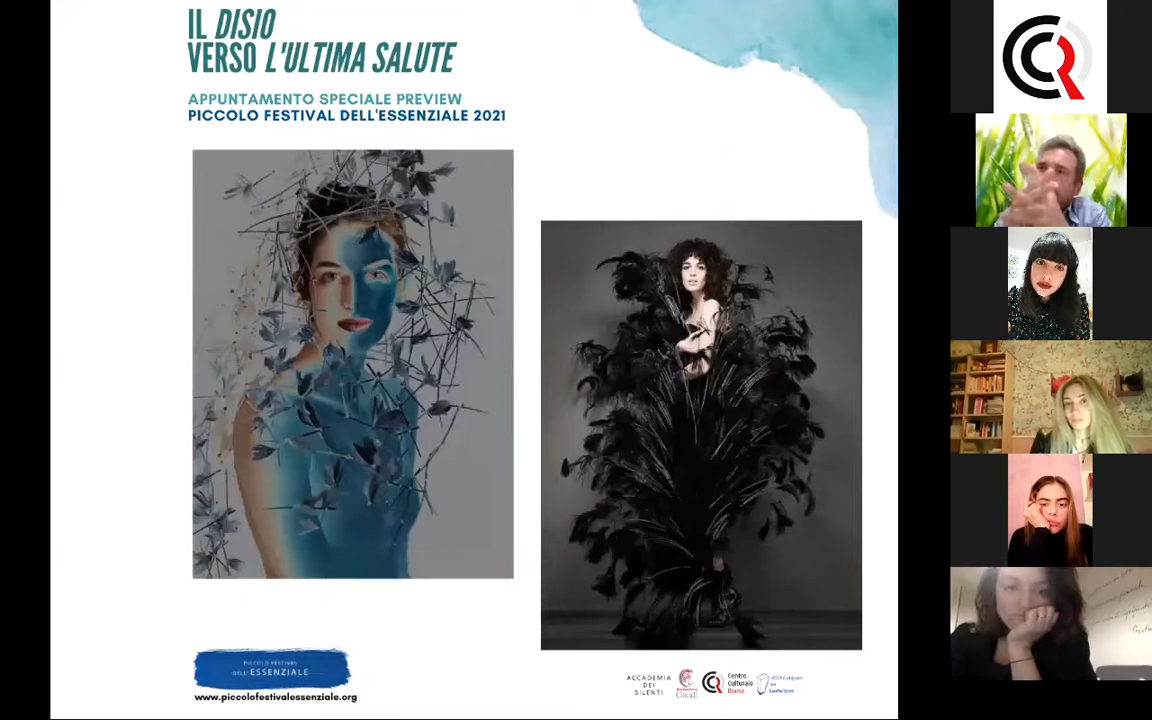 IL DISIO
VERSO L'ULTIMA SALUTE
APPUNTAMENTO SPECIALE PREVIEW
PICCOLO FESTIVAL DELL'ESSENZIALE 2021
PICCOLO FESTIVAL
DELL'ESSENZIALE
www.piccolofestivalessenziale.org
ACCADEMIA
DEI
SILENTI
Centro
Culturale
Roma